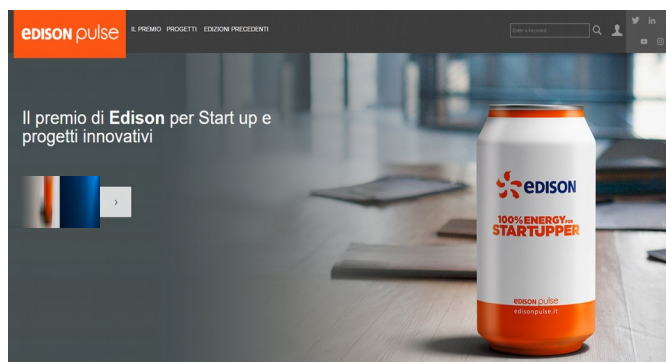 eDISON pulse
IL PREMIO PROGETTI EDIZIONI PRECEDENTI
Il premio di Edison per Start up e
progetti innovativi
eDISON
100% ENERGY FOR
STARTUPPER
eDISON pulse
edisonpulse.it